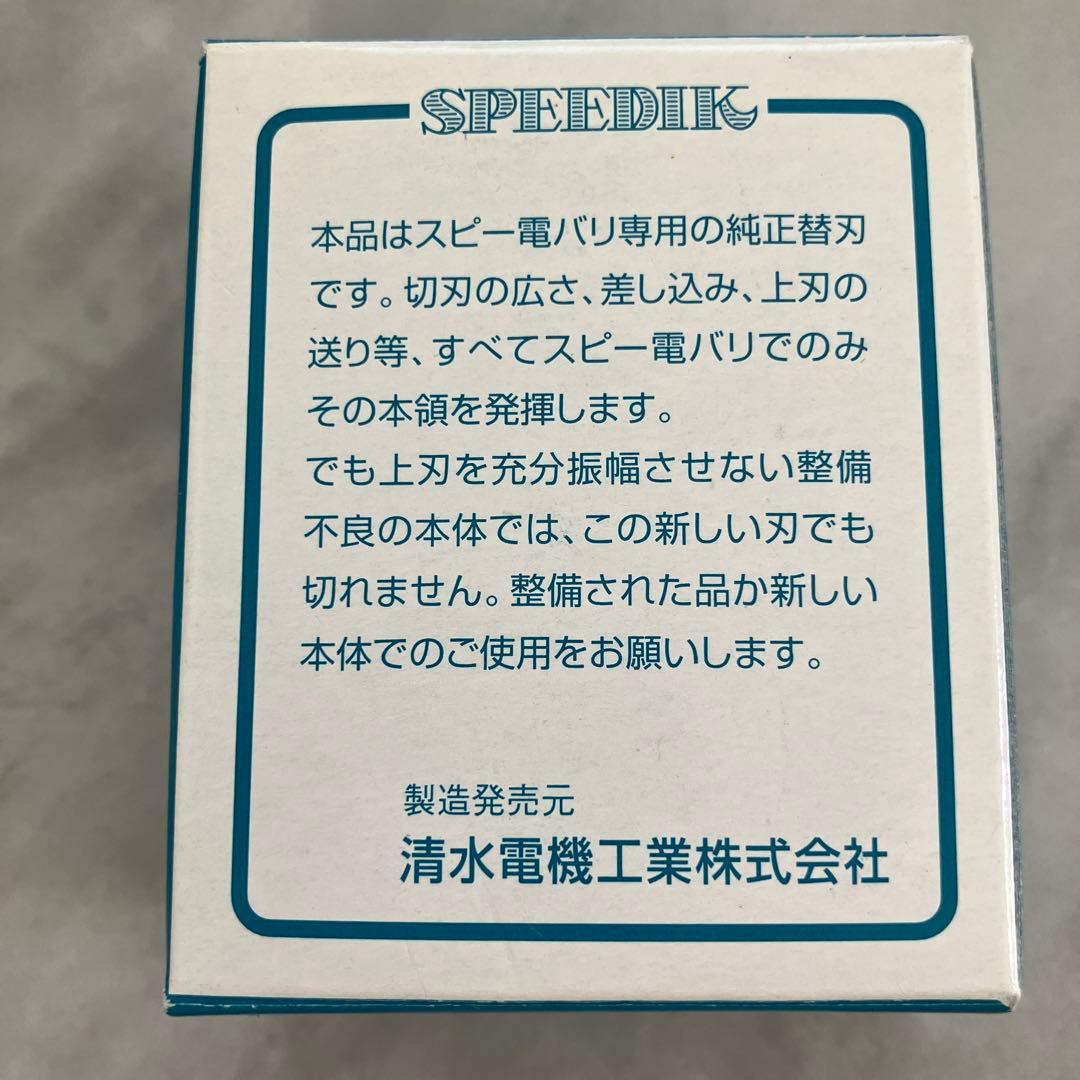 SPEEDIK
本品はスピー電バリ専用の純正替刃
です。切刃の広さ、差し込み、上刃の
送り等、すべてスピー電バリでのみ
その本領を発揮します。
でも上刃を充分振幅させない整備
不良の本体では、この新しい刃でも
切れません。整備された品か新しい
本体でのご使用をお願いします。
製造発売元
清水電機工業株式会社